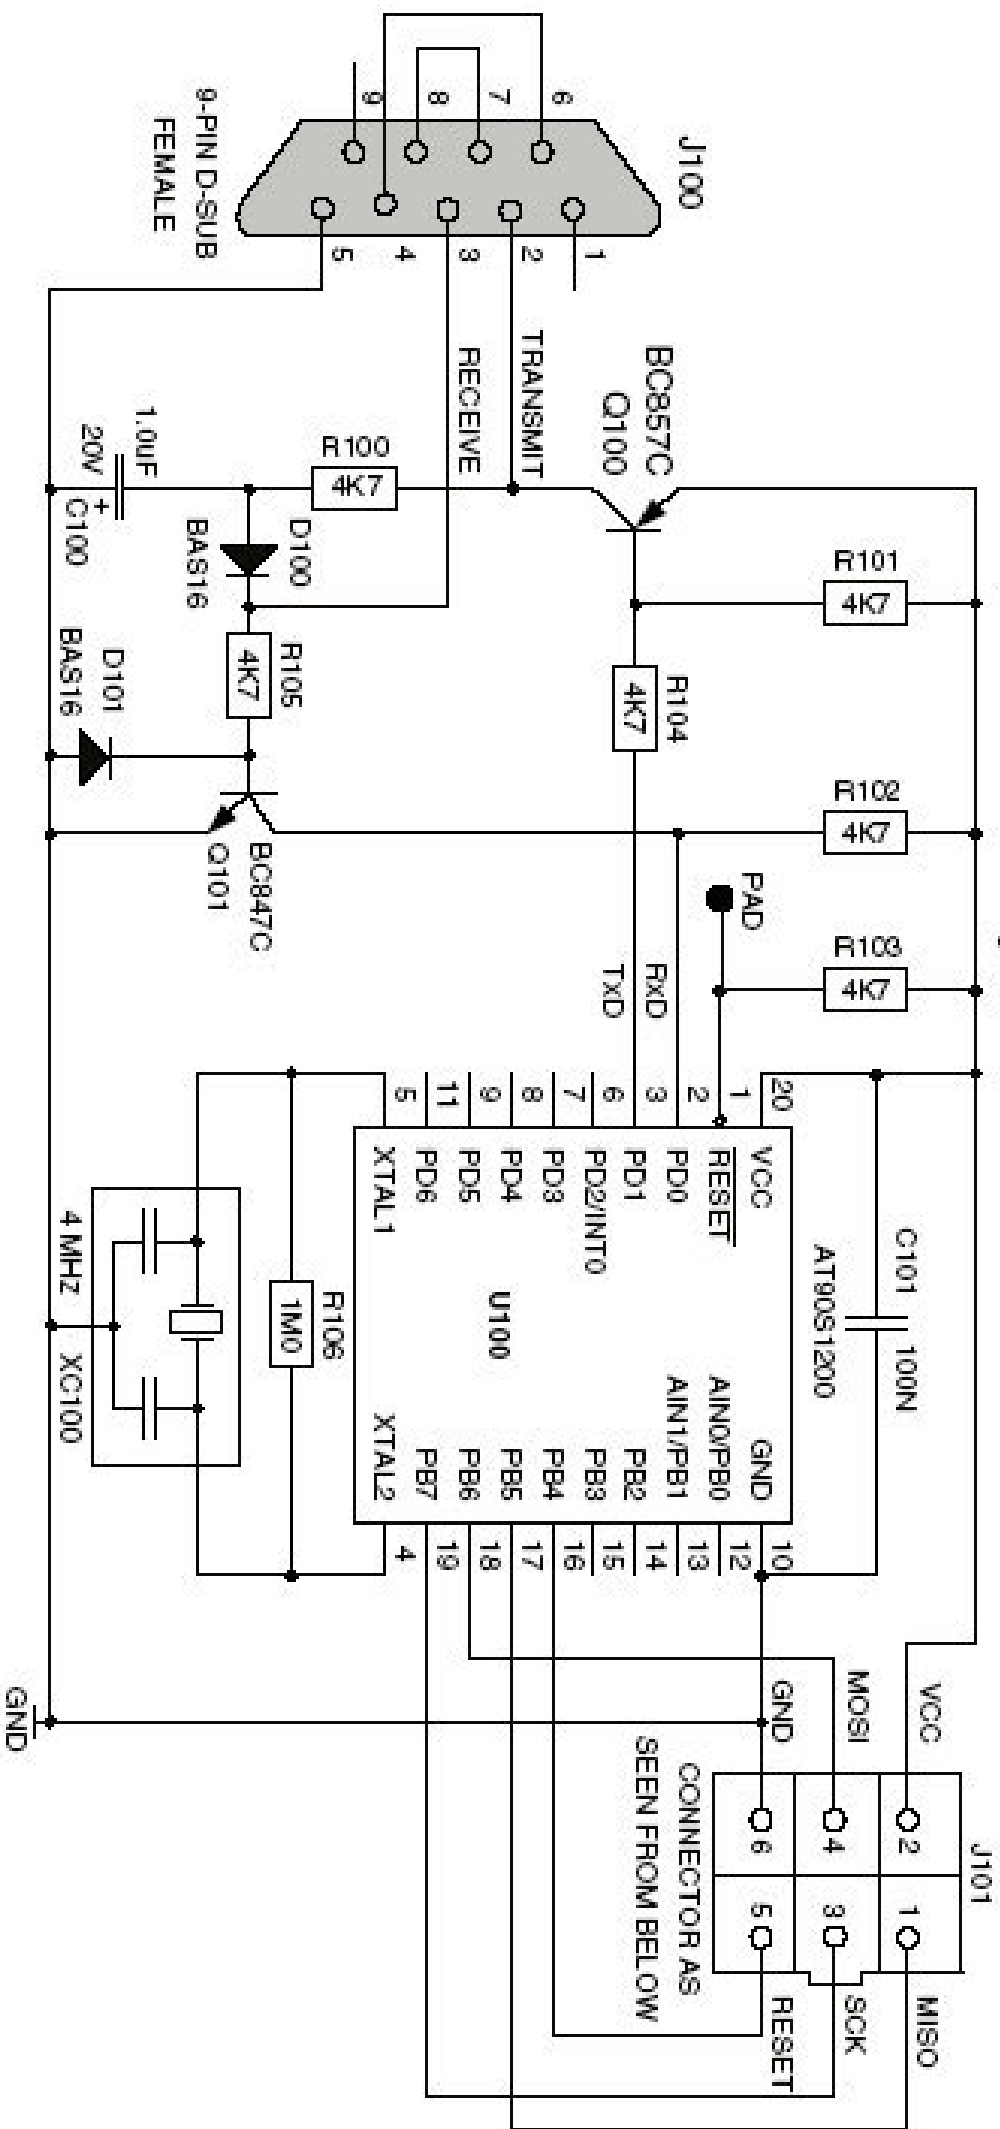 J100
9-PIN D-SUB
FEMALE
6
7
8
9
1
2
3
4
5
TRANSMIT
RECEIVE
BC857C
Q100
R100
4K7
1.0uF
20V
+
C100
D100
BAS16
R105
4K7
D101
BAS16
BC847C
Q101
R101
4K7
R104
4K7
R102
4K7
PAD
R103
4K7
RXD
TXD
20
1
2
3
6
7
8
9
11
5
VCC
RESET
PD0
PD1
PD2/INT0
PD3
PD4
PD5
PD6
XTAL1
U100
AT90S1200
C101
100N
GND
AIN0/PB0
AIN1/PB1
PB2
PB3
PB4
PB5
PB6
PB7
XTAL2
10
12
13
14
15
16
17
18
19
4
R106
1M0
4 MHZ
XC100
GND
VCC
MOSI
GND
J101
2
1
4
3
6
5
MISO
SCK
RESET
CONNECTOR AS
SEEN FROM BELOW